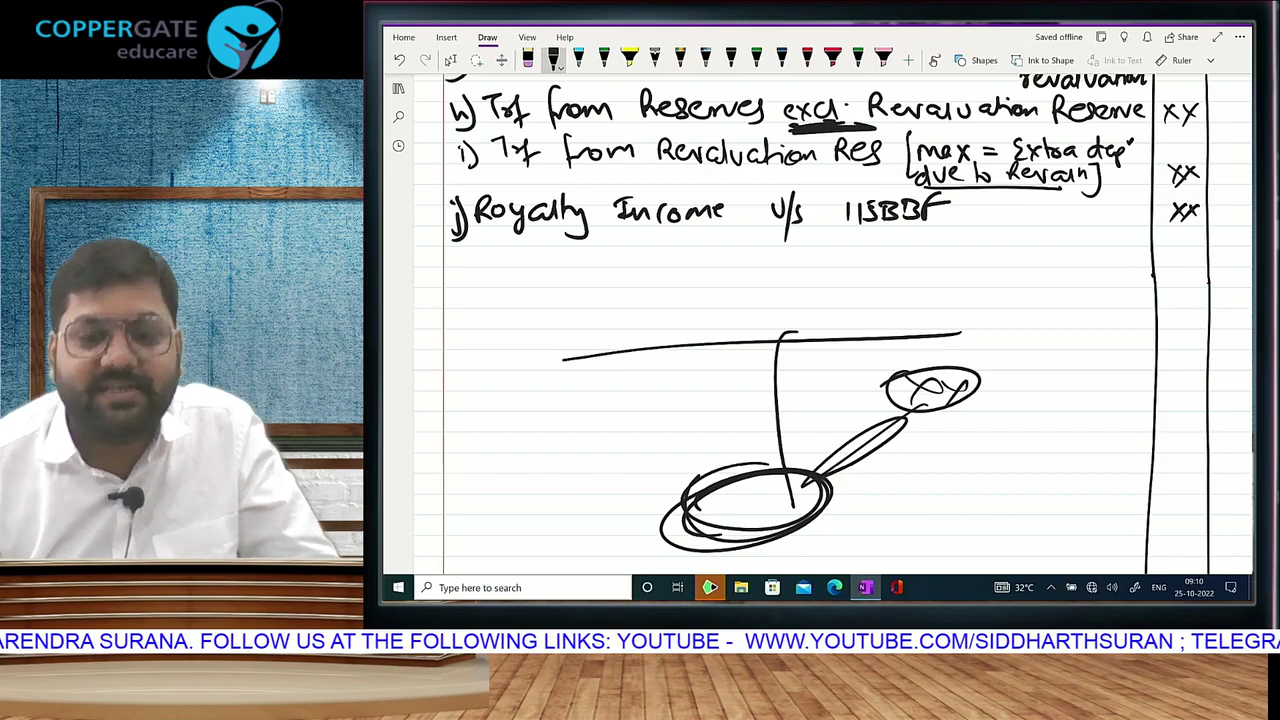 COPPERGATE
educare
Home Insert Draw View Help
Saved offline
Share
Shapes Ink to Shape Ink to Text Ruler
revaluation
h) Trf from Reserves excl. Revaluation Reserve XX
i) Trf from Revaluation Res [max = Extra dep
due to Revaln] XX
j) Royalty Income u/s 115BBF XX
XX
Type here to search
32°C
ENG
09:10
25-10-2022
ARENDRA SURANA. FOLLOW US AT THE FOLLOWING LINKS: YOUTUBE - WWW.YOUTUBE.COM/SIDDHARTHSURAN ; TELEGRA